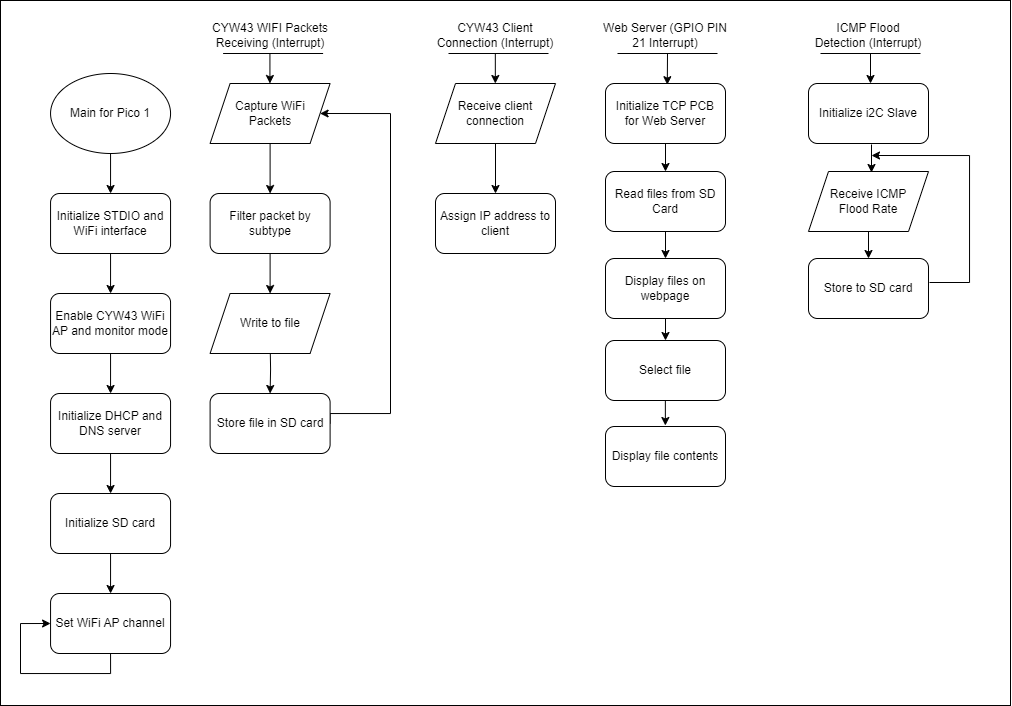 CYW43 WIFI Packets
Receiving (Interrupt)
CYW43 Client
Connection (Interrupt)
Web Server (GPIO PIN
21 Interrupt)
ICMP Flood
Detection (Interrupt)
Main for Pico 1
Initialize STDIO and
WiFi interface
Enable CYW43 WiFi
AP and monitor mode
Initialize DHCP and
DNS server
Initialize SD card
Set WiFi AP channel
Capture WiFi
Packets
Filter packet by
subtype
Write to file
Store file in SD card
Receive client
connection
Assign IP address to
client
Initialize TCP PCB
for Web Server
Read files from SD
Card
Display files on
webpage
Select file
Display file contents
Initialize i2C Slave
Receive ICMP
Flood Rate
Store to SD card